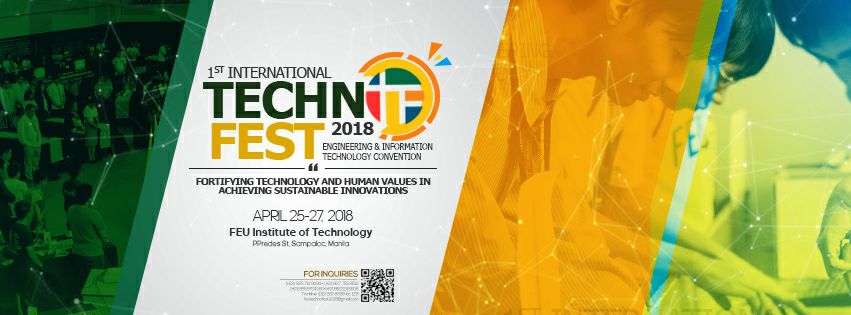 1ST INTERNATIONAL
TECHNO
FEST 2018
ENGINEERING & INFORMATION
TECHNOLOGY CONVENTION
“
FORTIFYING TECHNOLOGY AND HUMAN VALUES IN
ACHIEVING SUSTAINABLE INNOVATIONS
APRIL 25-27, 2018
FEU Institute of Technology
P.Paredes St, Sampaloc, Manila
FOR INQUIRIES